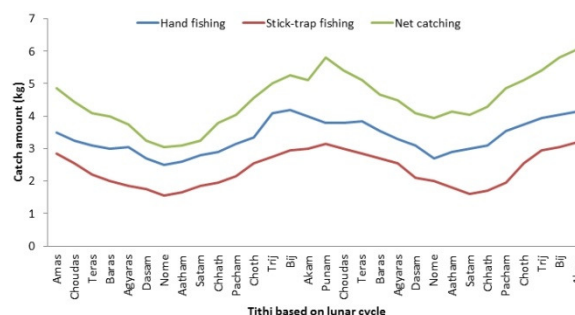 Hand fishing Stick-trap fishing Net catching
7
6
5
4
3
2
1
0
Catch amount (kg)
Amas
Choudas
Teras
Baras
Agyaras
Dasam
Nome
Aatham
Satam
Chhath
Pacham
Choth
Trij
Bij
Akam
Punam
Choudas
Teras
Baras
Agyaras
Dasam
Nome
Aatham
Satam
Chhath
Pacham
Choth
Trij
Bij
Tithi based on lunar cycle